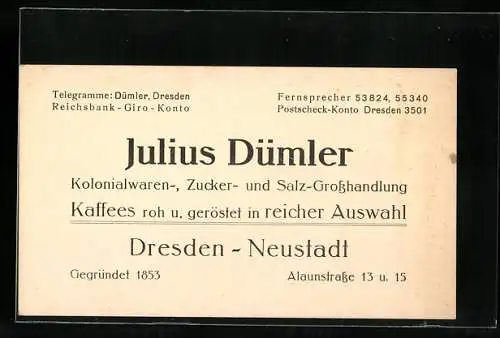 Telegramme: Dümler, Dresden
Reichsbank - Giro - Konto
Fernsprecher 53824, 55340
Postscheck-Konto Dresden 3501
Julius Dümler
Kolonialwaren-, Zucker- und Salz-Großhandlung
Kaffees roh u. geröstet in reicher Auswahl
Dresden - Neustadt
Gegründet 1853
Alaunstraße 13 u. 15